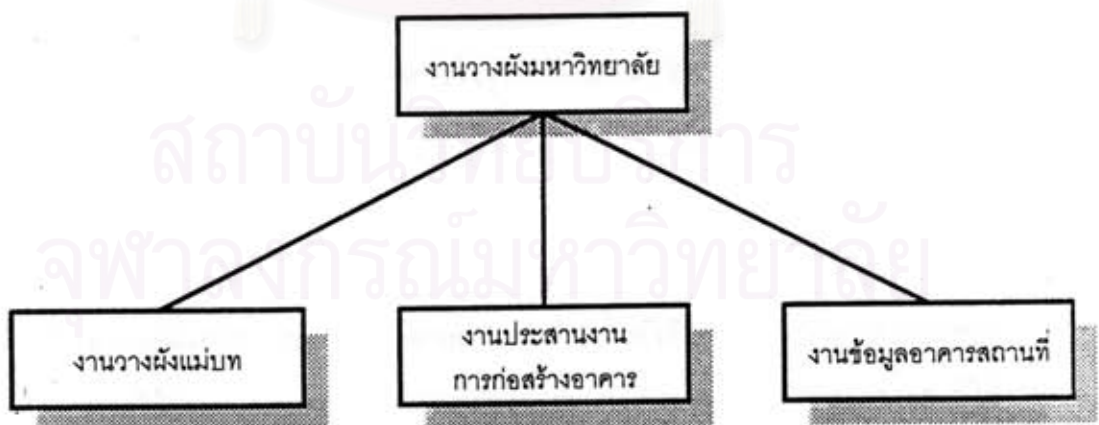 งานวางผังมหาวิทยาลัย
สถาบันวิทยบริการ
จุฬาลงกรณ์มหาวิทยาลัย
งานวางผังแม่บท
งานประสานงาน
การก่อสร้างอาคาร
งานข้อมูลอาคารสถานที่